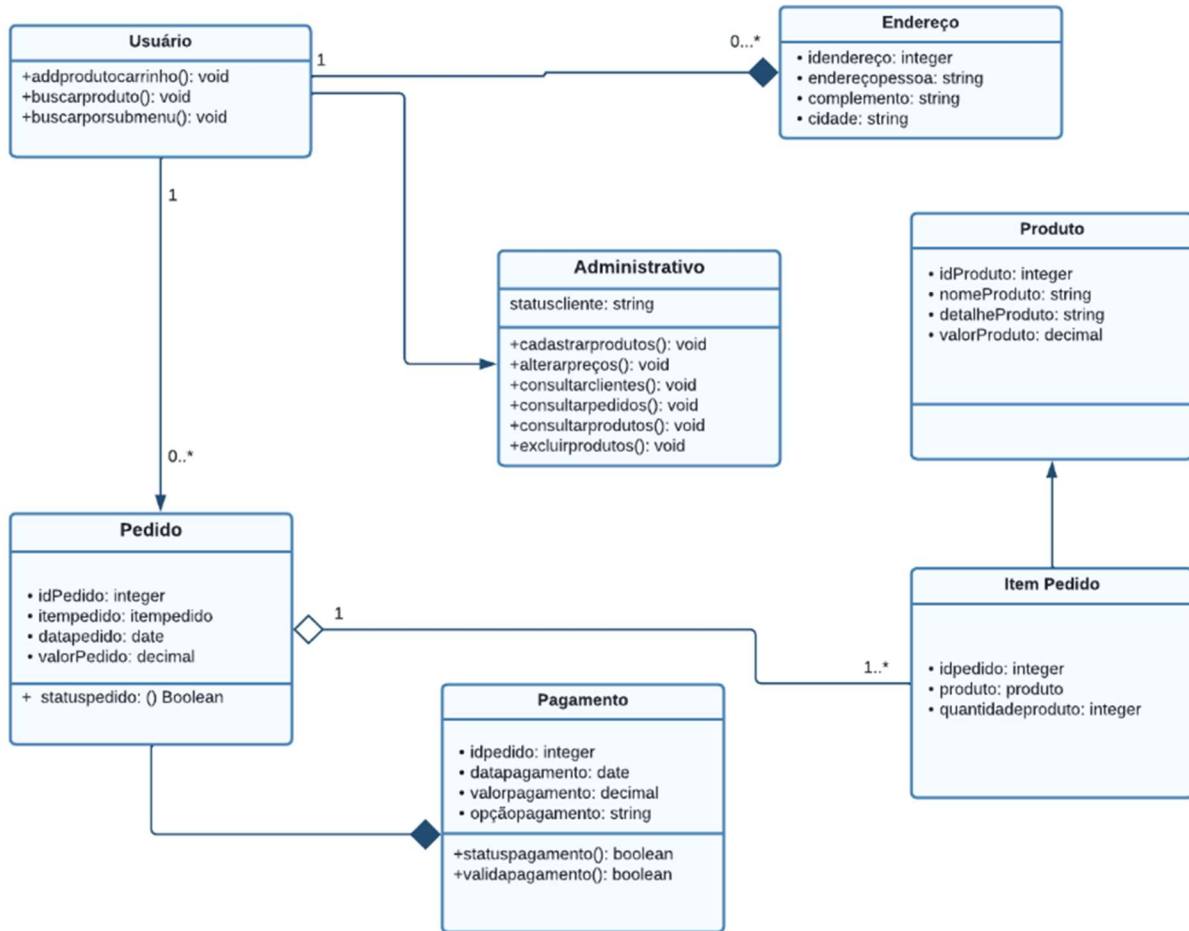 Usuário
+addprodutocarrinho(): void
+buscarproduto(): void
+buscarporsubmenu(): void
1
0...*
Endereço
• idendereço: integer
• endereçopessoa: string
• complemento: string
• cidade: string
1
0..*
Administrativo
statuscliente: string
+cadastrarprodutos(): void
+alterarpreços(): void
+consultarclientes(): void
+consultarpedidos(): void
+consultarprodutos(): void
+excluirprodutos(): void
Produto
• idProduto: integer
• nomeProduto: string
• detalheProduto: string
• valorProduto: decimal
Pedido
• idPedido: integer
• itempedido: itempedido
• datapedido: date
• valorPedido: decimal
+ statuspedido: () Boolean
1
1..*
Item Pedido
• idpedido: integer
• produto: produto
• quantidadeproduto: integer
Pagamento
• idpedido: integer
• datapagamento: date
• valorpagamento: decimal
• opçãopagamento: string
+statuspagamento(): boolean
+validapagamento(): boolean